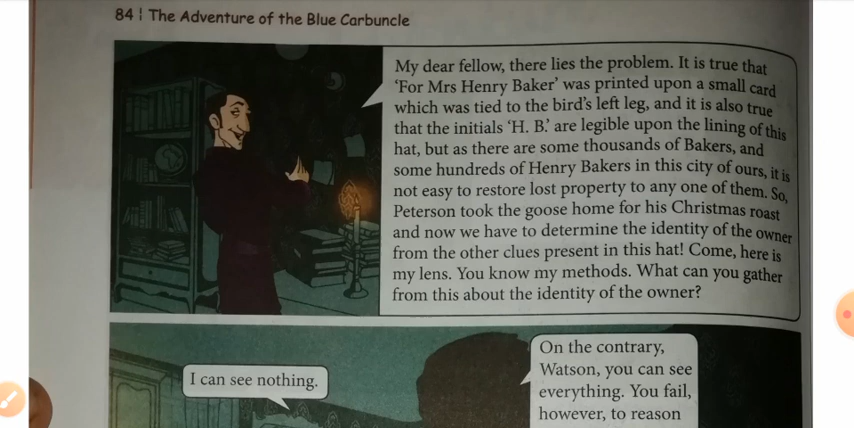 84 ¦ The Adventure of the Blue Carbuncle
My dear fellow, there lies the problem. It is true that
‘For Mrs Henry Baker’ was printed upon a small card
which was tied to the bird’s left leg, and it is also true
that the initials ‘H. B.’ are legible upon the lining of this
hat, but as there are some thousands of Bakers, and
some hundreds of Henry Bakers in this city of ours, it is
not easy to restore lost property to any one of them. So,
Peterson took the goose home for his Christmas roast
and now we have to determine the identity of the owner
from the other clues present in this hat! Come, here is
my lens. You know my methods. What can you gather
from this about the identity of the owner?
I can see nothing.
On the contrary,
Watson, you can see
everything. You fail,
however, to reason